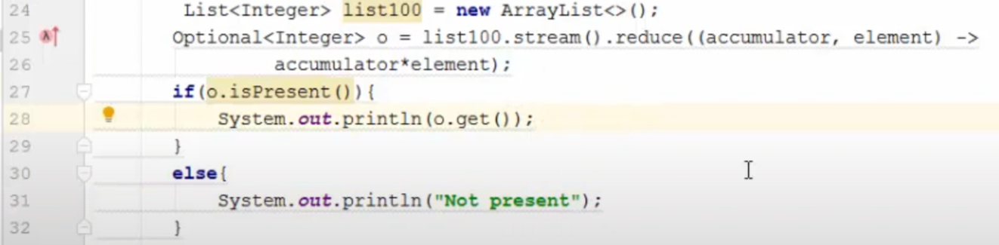 24 List<Integer> list100 = new ArrayList<>();
25 Optional<Integer> o = list100.stream().reduce((accumulator, element) ->
26 accumulator*element);
27 if(o.isPresent()){
28 System.out.println(o.get());
29 }
30 else{
31 System.out.println("Not present");
32 }